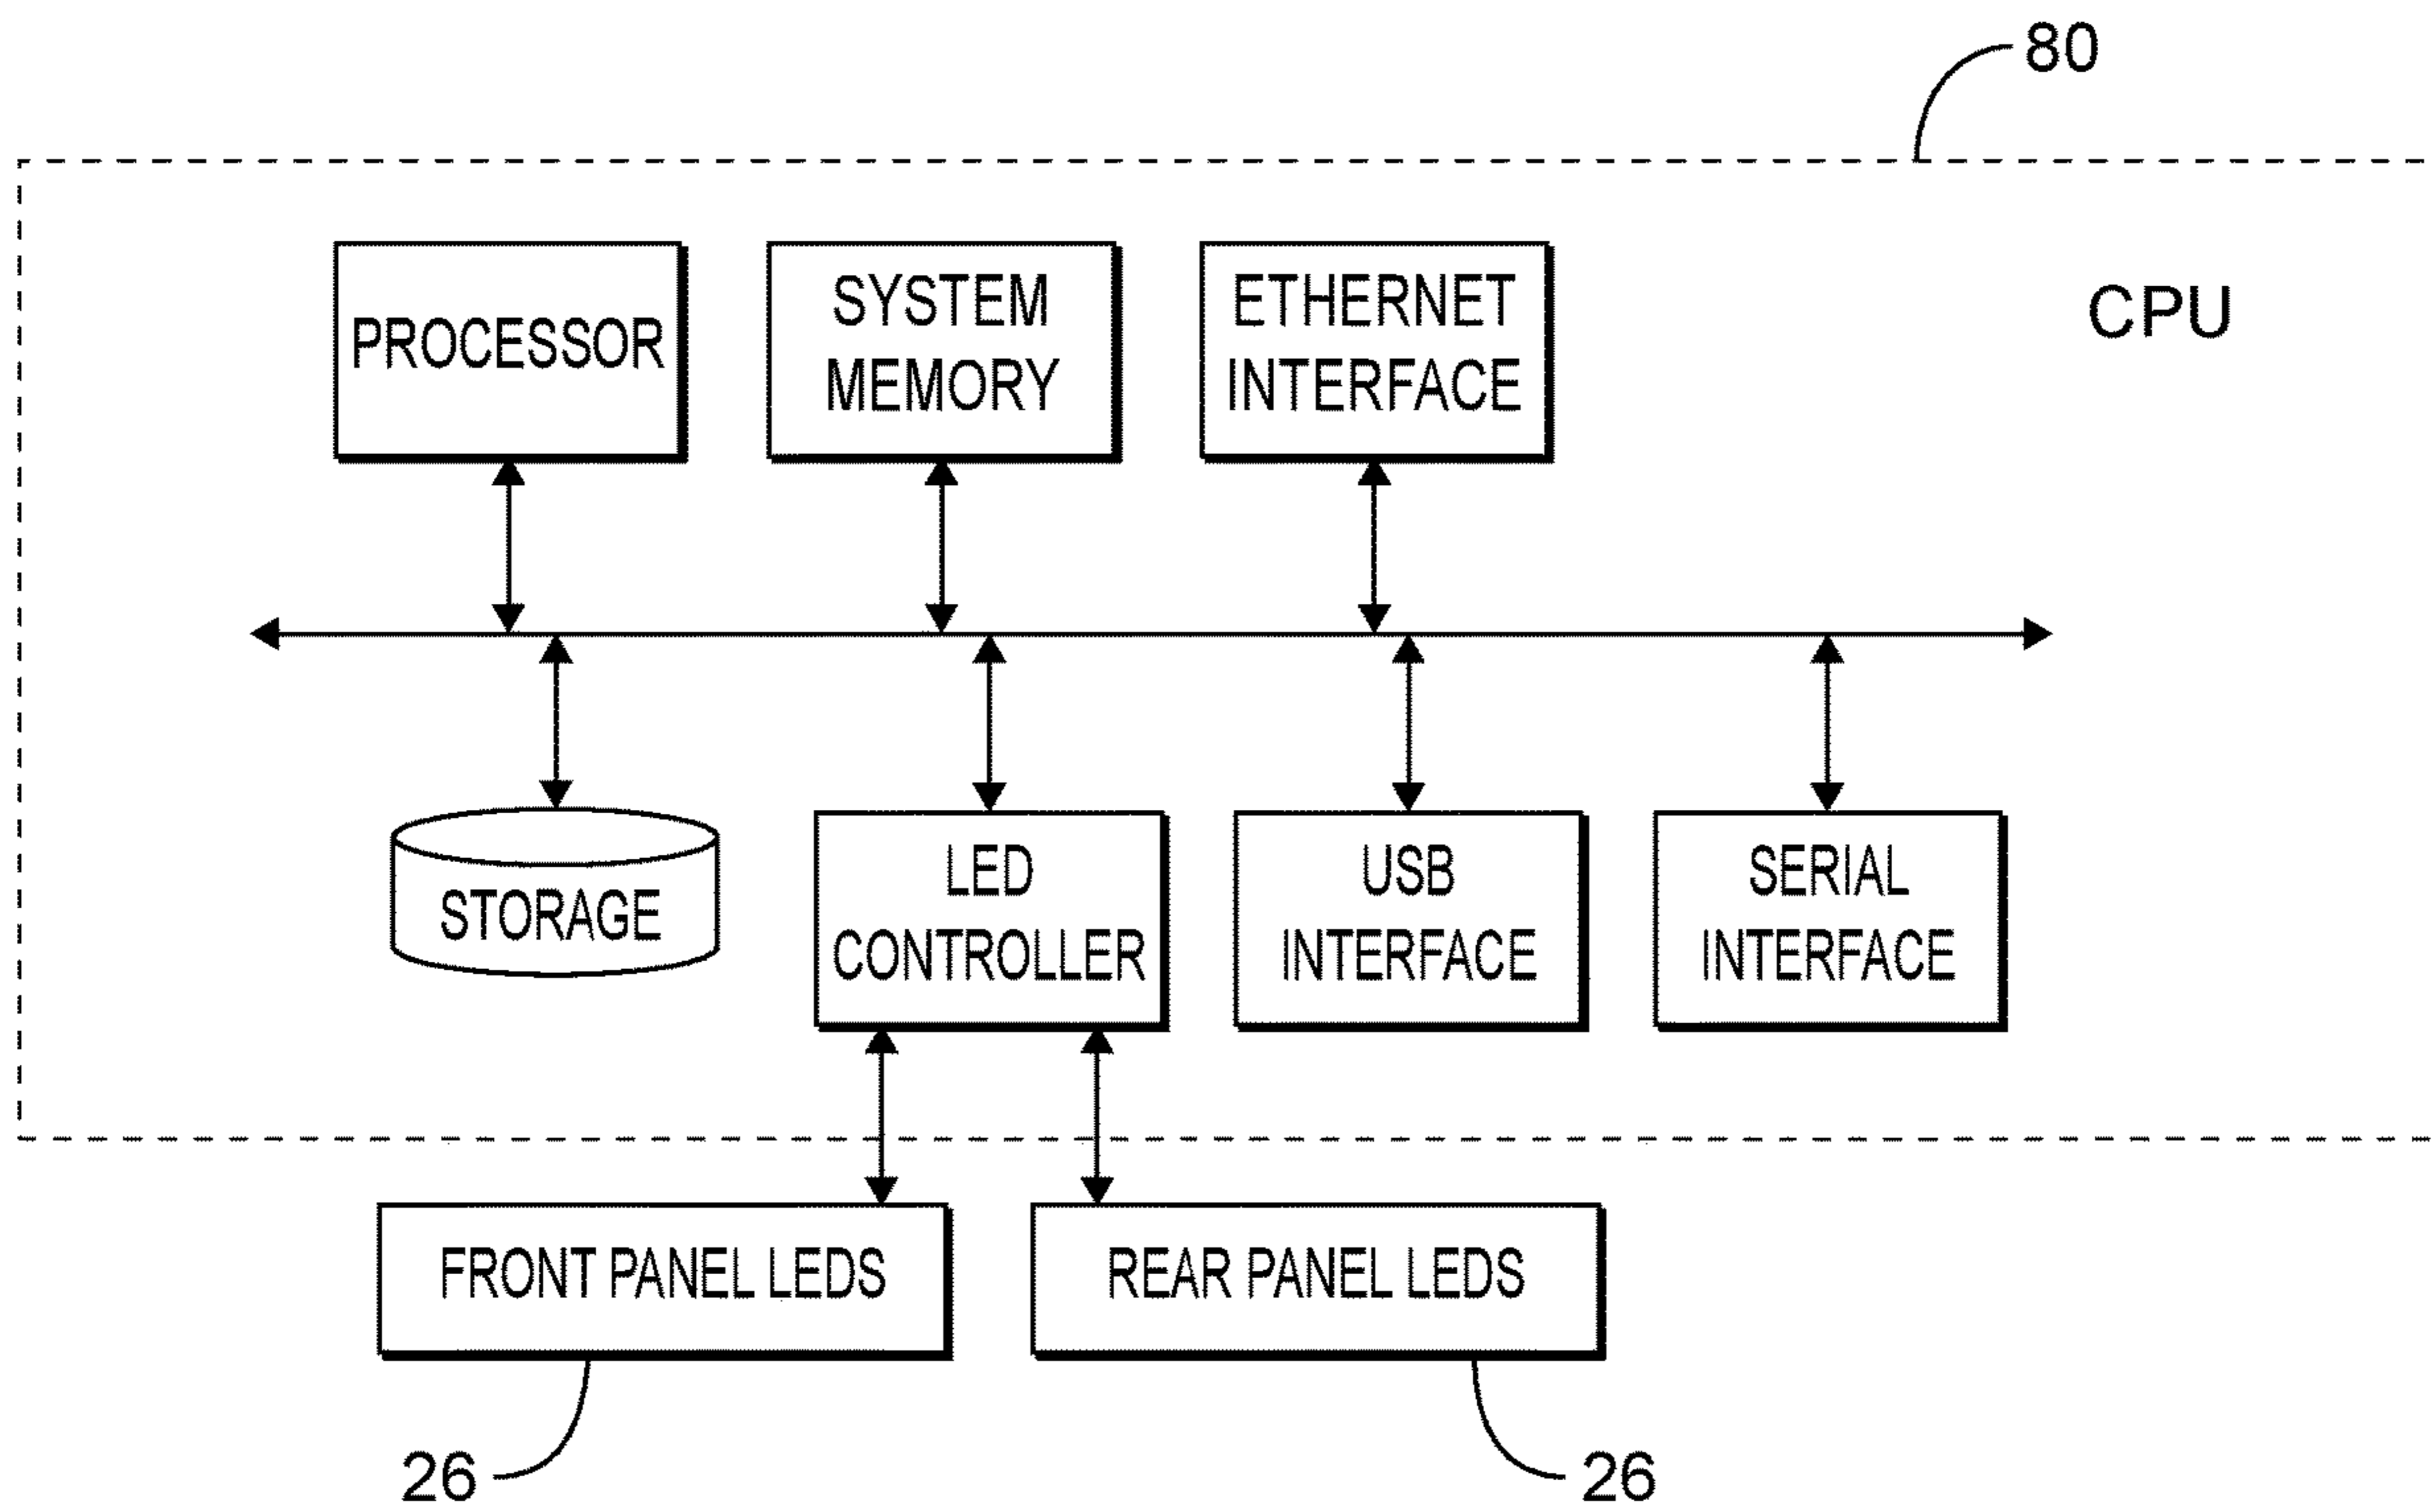 80
CPU
PROCESSOR
SYSTEM
MEMORY
ETHERNET
INTERFACE
STORAGE
LED
CONTROLLER
USB
INTERFACE
SERIAL
INTERFACE
FRONT PANEL LEDS
REAR PANEL LEDS
26
26